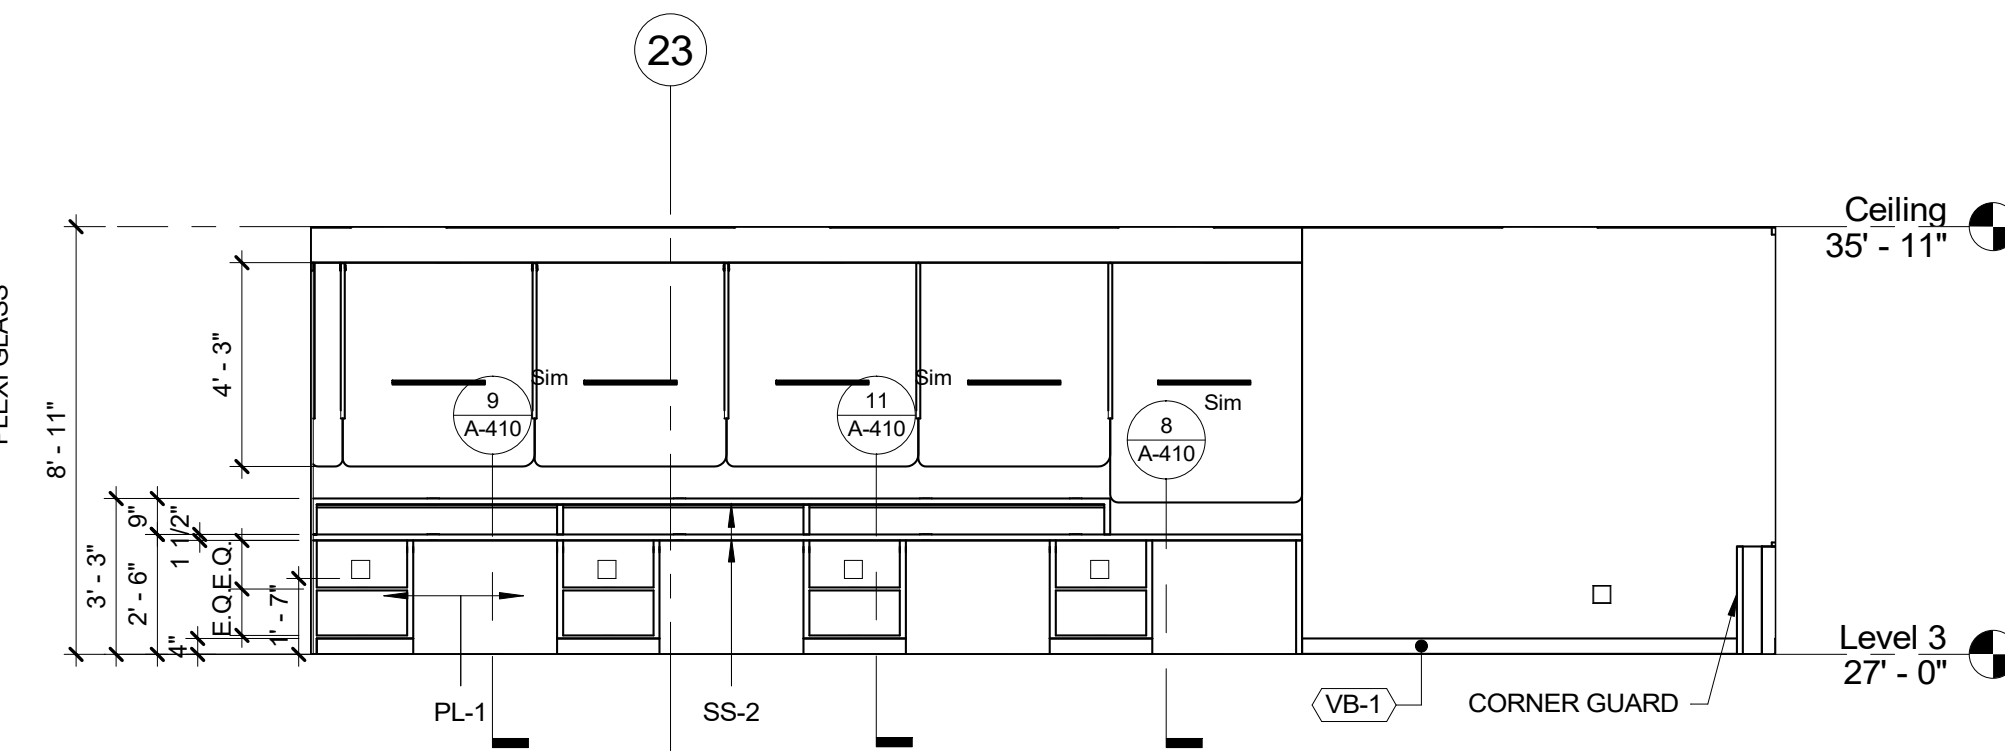 23
Ceiling
35' - 11"
PLEXI GLASS
8' - 11"
4' - 3"
Sim
9
A-410
Sim
11
A-410
Sim
8
A-410
3' - 3"
9"
2' - 6"
1 1/2"
4"
E.Q.
E.Q.
1' - 7"
Level 3
27' - 0"
PL-1
SS-2
VB-1
CORNER GUARD